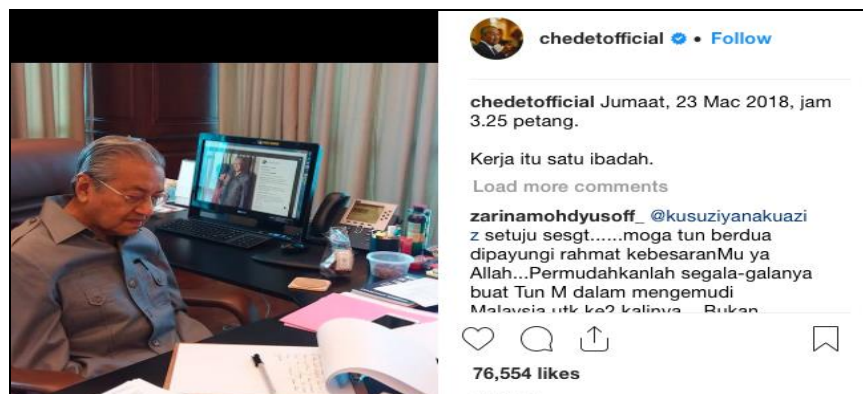 chedetofficial • Follow
chedetofficial Jumaat, 23 Mac 2018, jam
3.25 petang.
Kerja itu satu ibadah.
Load more comments
zarinamohdyusoff_ @kusuziyanakuazi
z setuju sesgt......moga tun berdua
dipayungi rahmat kebesaranMu ya
Allah...Permudahkanlah segala-galanya
buat Tun M dalam mengemudi
Malaysia utk ke2 kalinya....Bukan
76,554 likes